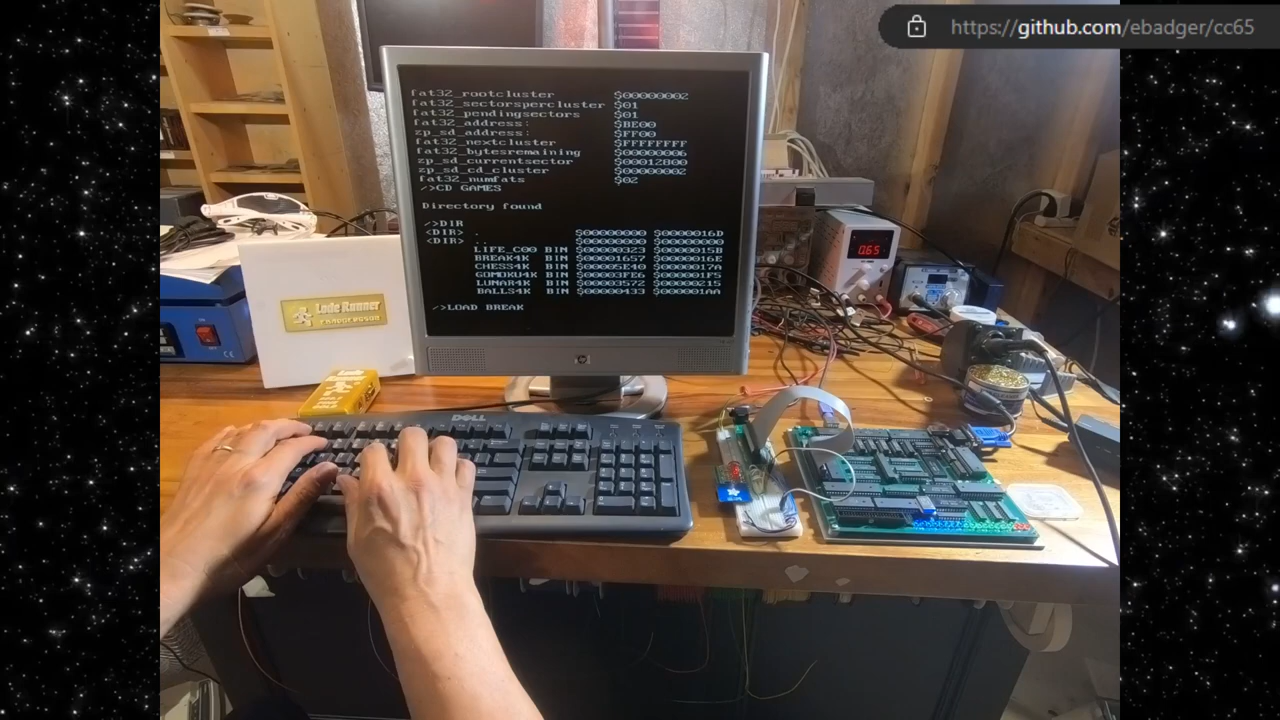 https://github.com/ebadger/cc65
fat32_rootcluster $00000002
fat32_sectorspercluster $01
fat32_pendingsectors $01
fat32_address: $BE00
zp_sd_address: $FF00
fat32_nextcluster $FFFFFFFF
fat32_bytesremaining $00000006
zp_sd_currentsector $00012800
zp_sd_cd_cluster $00000002
fat32_numfats $02
/>CD GAMES
Directory found
/>DIR
<DIR> . $00000000 $0000016D
<DIR> .. $00000000 $00000000
LIFE_C00 BIN $00000323 $0000015B
BREAK4K BIN $00001657 $0000016E
CHESS4K BIN $00005E40 $0000017A
GOMOKU4K BIN $00003FE6 $000001F5
LUNAR4K BIN $00003572 $00000215
BALLS4K BIN $00000433 $000001AA
/>LOAD BREAK
Lode Runner
hp
0.65
DELL